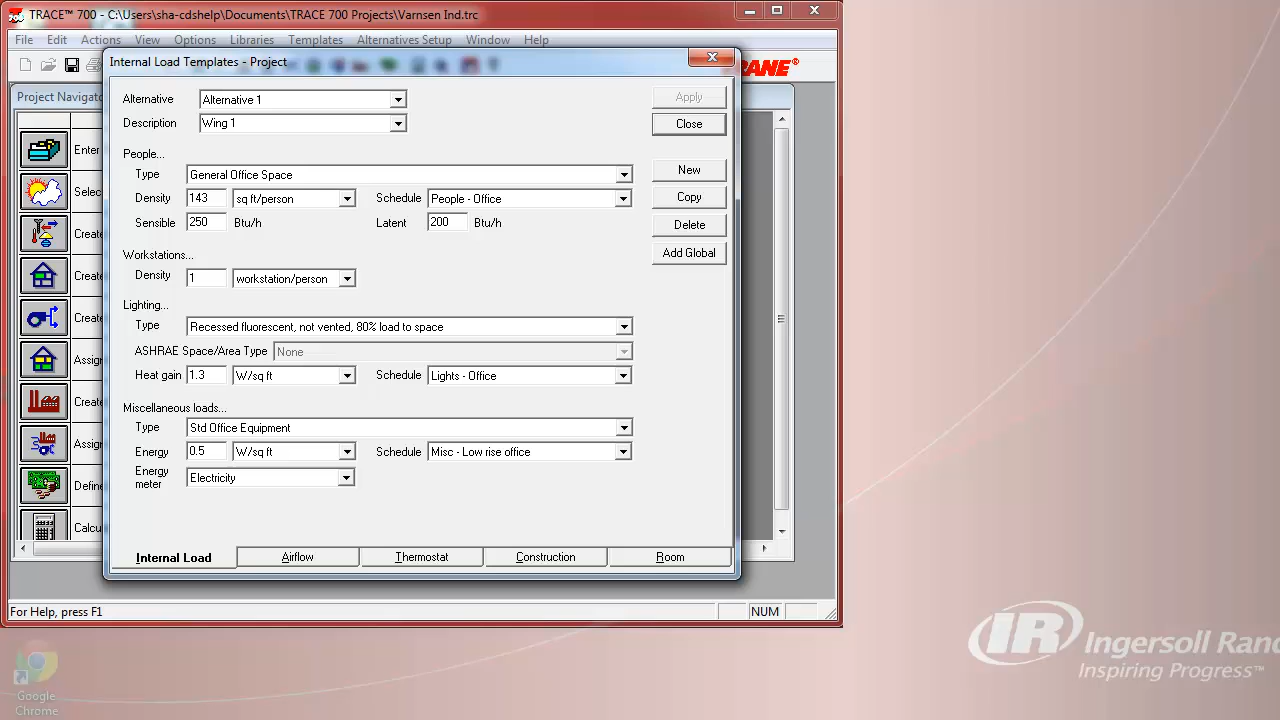 TRACE™ 700 - C:\Users\sha-cdshelp\Documents\TRACE 700 Projects\Varnsen Ind.trc
File Edit Actions View Options Libraries Templates Alternatives Setup Window Help
Internal Load Templates - Project
RANE®
Project Navigato
Alternative Alternative 1 Apply
Description Wing 1 Close
People...
Type General Office Space New
Density 143 sq ft/person Schedule People - Office Copy
Sensible 250 Btu/h Latent 200 Btu/h Delete
Workstations... Add Global
Density 1 workstation/person
Lighting...
Type Recessed fluorescent, not vented, 80% load to space
ASHRAE Space/Area Type None
Heat gain 1.3 W/sq ft Schedule Lights - Office
Miscellaneous loads...
Type Std Office Equipment
Energy 0.5 W/sq ft Schedule Misc - Low rise office
Energy meter Electricity
Internal Load Airflow Thermostat Construction Room
Enter
Selec
Create
Create
Create
Assign
Create
Assign
Define
Calcu
For Help, press F1 NUM
IR Ingersoll Ranc
Inspiring Progress™
Google
Chrome